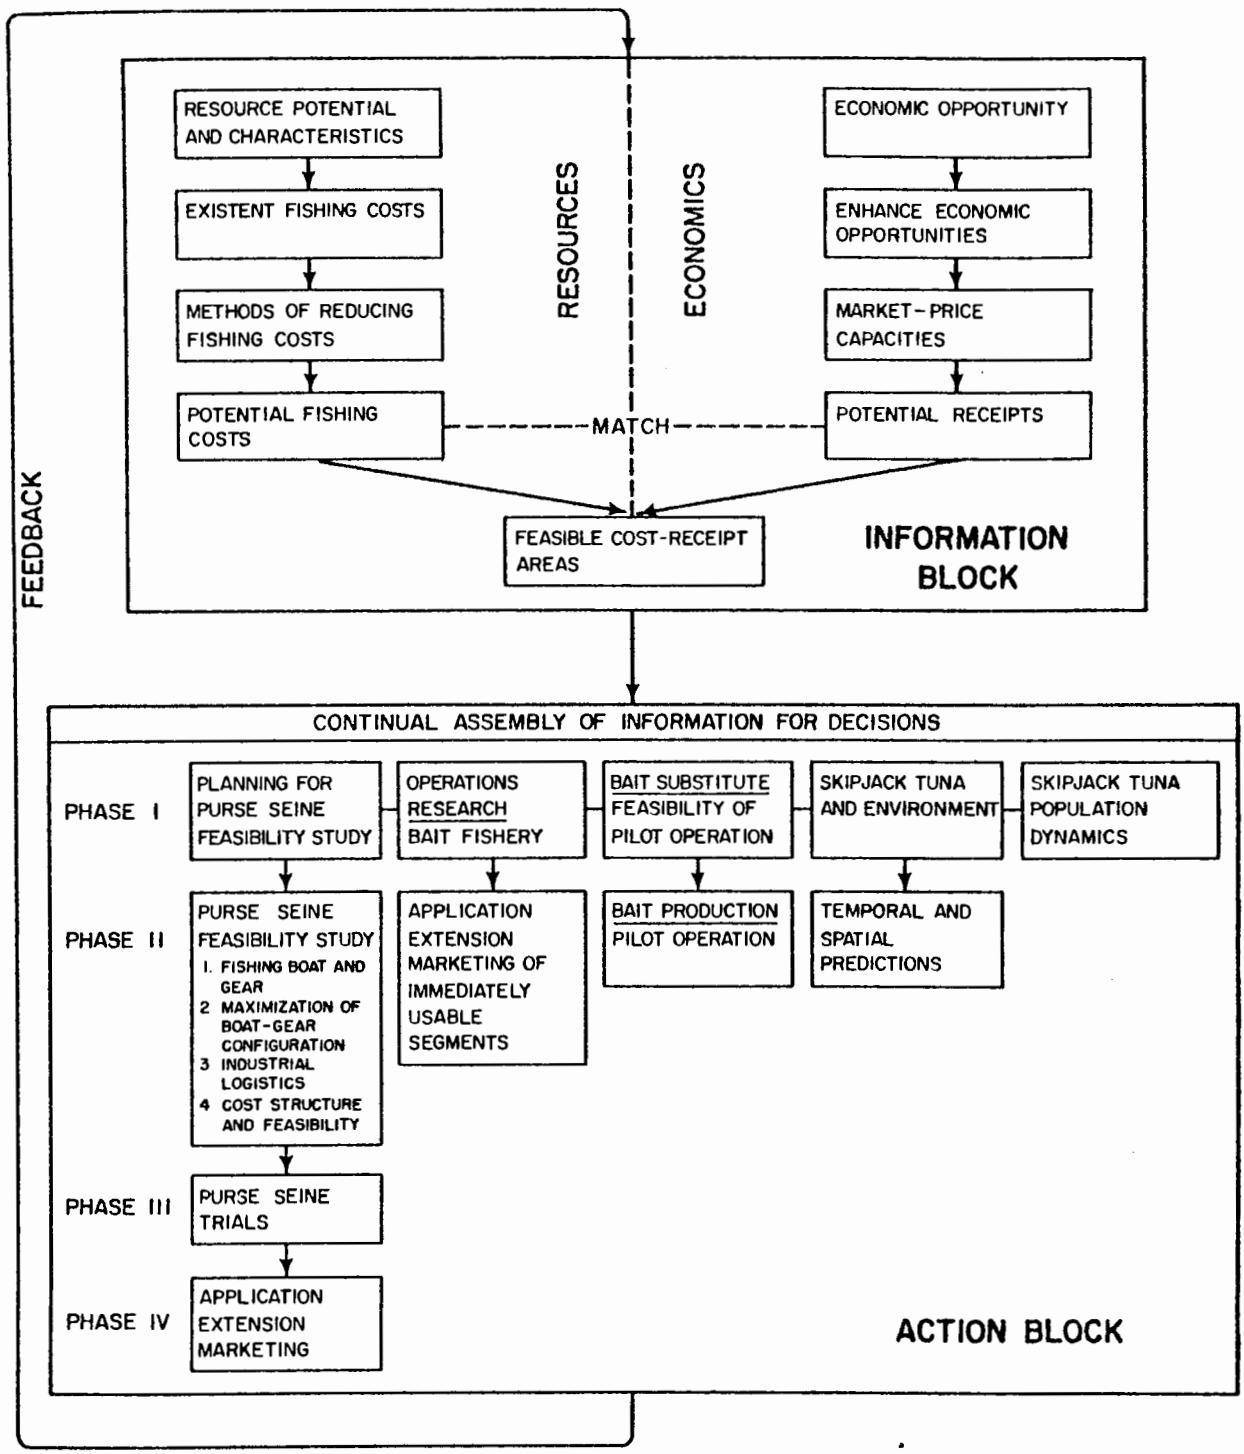 RESOURCE POTENTIAL
AND CHARACTERISTICS
EXISTENT FISHING COSTS
METHODS OF REDUCING
FISHING COSTS
POTENTIAL FISHING
COSTS
RESOURCES
ECONOMICS
ECONOMIC OPPORTUNITY
ENHANCE ECONOMIC
OPPORTUNITIES
MARKET-PRICE
CAPACITIES
POTENTIAL RECEIPTS
MATCH
FEASIBLE COST-RECEIPT
AREAS
INFORMATION
BLOCK
FEEDBACK
CONTINUAL ASSEMBLY OF INFORMATION FOR DECISIONS
PHASE I
PLANNING FOR
PURSE SEINE
FEASIBILITY STUDY
OPERATIONS
RESEARCH
BAIT FISHERY
BAIT SUBSTITUTE
FEASIBILITY OF
PILOT OPERATION
SKIPJACK TUNA
AND ENVIRONMENT
SKIPJACK TUNA
POPULATION
DYNAMICS
PHASE II
PURSE SEINE
FEASIBILITY STUDY
1. FISHING BOAT AND
GEAR
2 MAXIMIZATION OF
BOAT-GEAR
CONFIGURATION
3 INDUSTRIAL
LOGISTICS
4 COST STRUCTURE
AND FEASIBILITY
APPLICATION
EXTENSION
MARKETING OF
IMMEDIATELY
USABLE
SEGMENTS
BAIT PRODUCTION
PILOT OPERATION
TEMPORAL AND
SPATIAL
PREDICTIONS
PHASE III
PURSE SEINE
TRIALS
PHASE IV
APPLICATION
EXTENSION
MARKETING
ACTION BLOCK